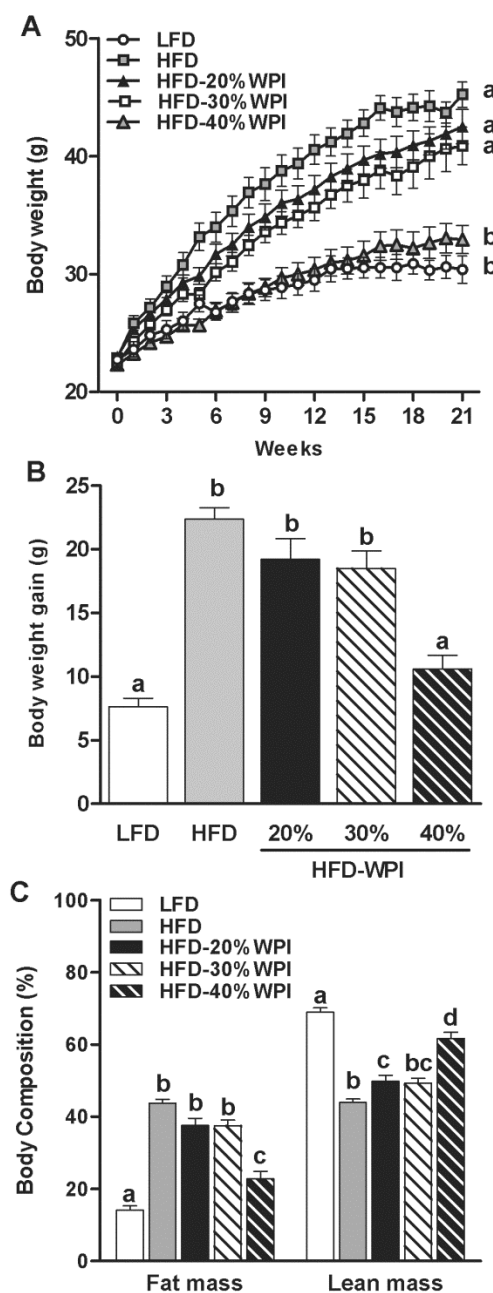 A
LFD
HFD
HFD-20% WPI
HFD-30% WPI
HFD-40% WPI
Body weight (g)
50
40
30
20
a
a
a
b
b
0 3 6 9 12 15 18 21
Weeks
B
Body weight gain (g)
25
20
15
10
5
0
a b b b a
LFD HFD 20% 30% 40%
HFD-WPI
C
LFD
HFD
HFD-20% WPI
HFD-30% WPI
HFD-40% WPI
Body Composition (%)
100
80
60
40
20
0
a b b b c a b c bc d
Fat mass Lean mass